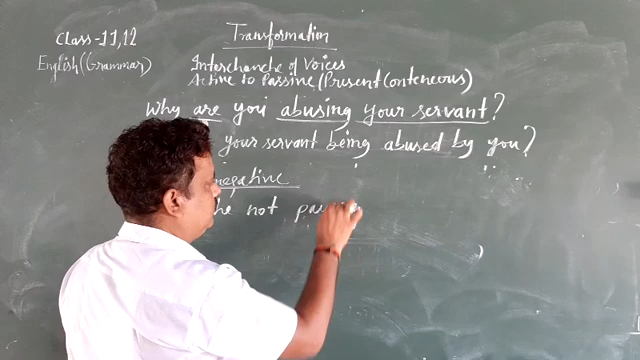 Class-11,12
English (Grammar)
Transformation
Interchange of Voices
Active to Passive (Present Conteneous)
Why are you abusing your servant?
your servant being abused by you?
negative
not